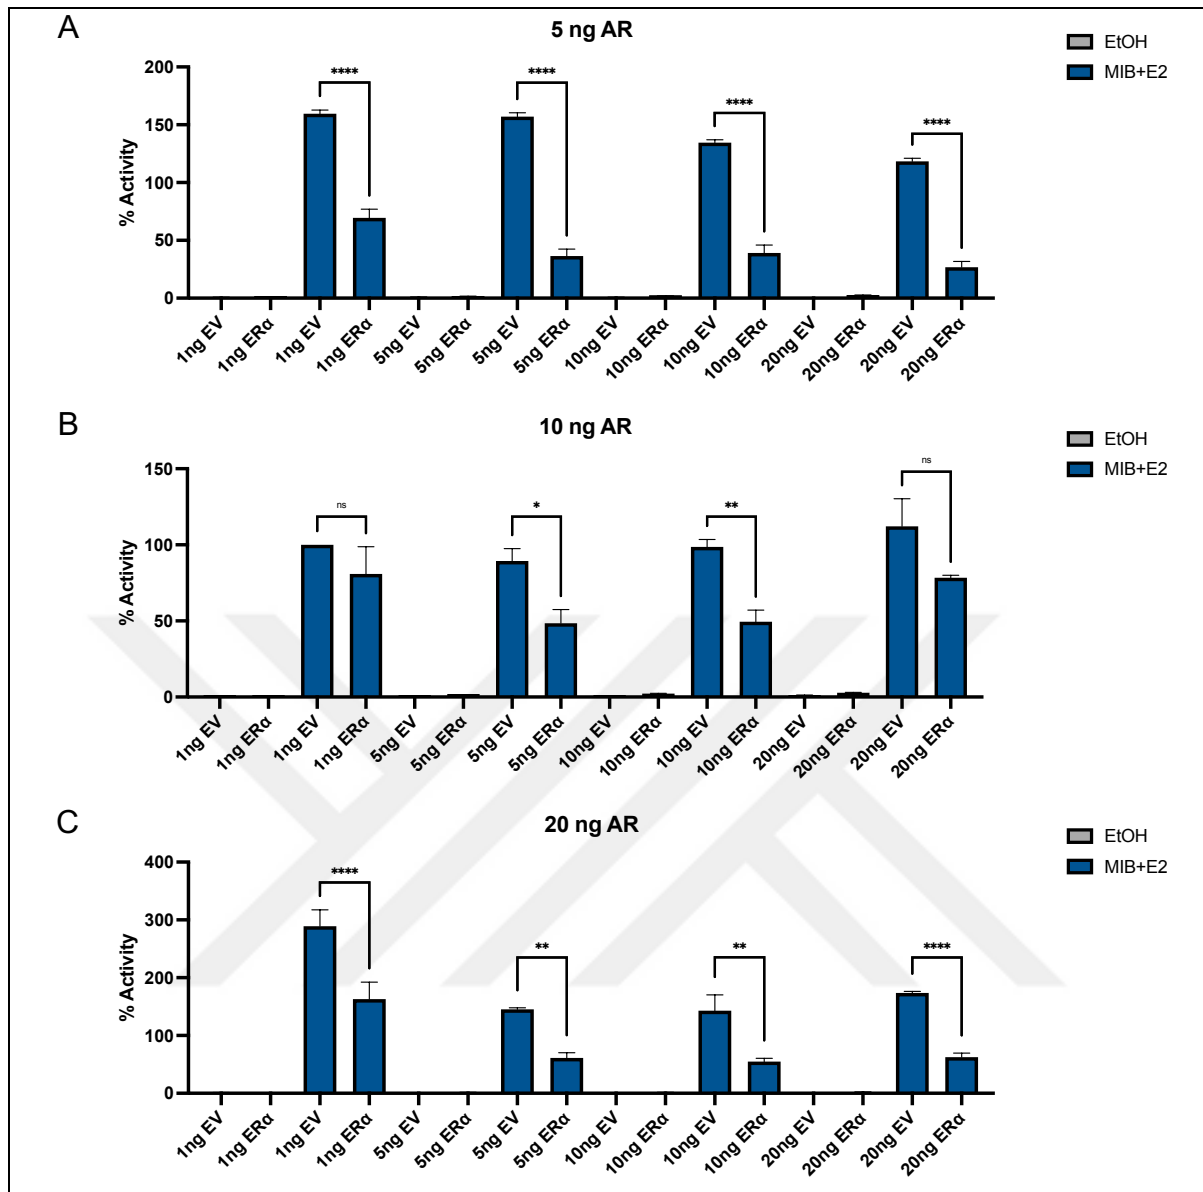 A
5 ng AR
EtOH
MIB+E2
% Activity
200
150
100
50
0
**** **** **** ****
1ng EV 1ng ERα 1ng EV 1ng ERα 5ng EV 5ng ERα 5ng EV 5ng ERα 10ng EV 10ng ERα 10ng EV 10ng ERα 20ng EV 20ng ERα 20ng EV 20ng ERα
B
10 ng AR
EtOH
MIB+E2
% Activity
150
100
50
0
ns * ** ns
1ng EV 1ng ERα 1ng EV 1ng ERα 5ng EV 5ng ERα 5ng EV 5ng ERα 10ng EV 10ng ERα 10ng EV 10ng ERα 20ng EV 20ng ERα 20ng EV 20ng ERα
C
20 ng AR
EtOH
MIB+E2
% Activity
400
300
200
100
0
**** ** ** ****
1ng EV 1ng ERα 1ng EV 1ng ERα 5ng EV 5ng ERα 5ng EV 5ng ERα 10ng EV 10ng ERα 10ng EV 10ng ERα 20ng EV 20ng ERα 20ng EV 20ng ERα